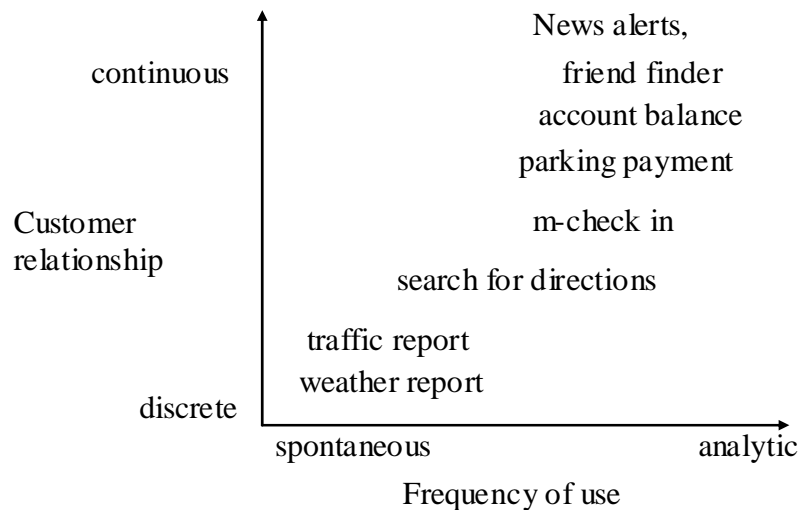 News alerts,
continuous
friend finder
account balance
parking payment
Customer
relationship
m-check in
search for directions
traffic report
weather report
discrete
spontaneous
analytic
Frequency of use